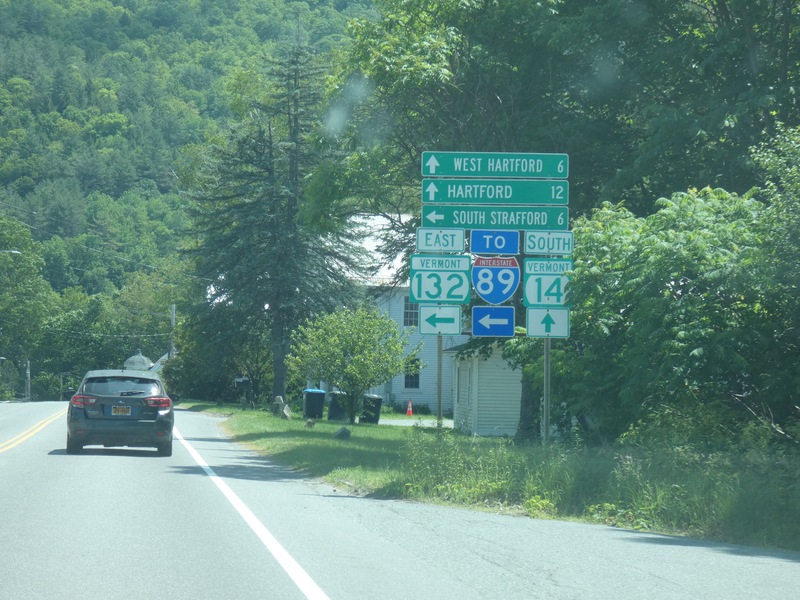 WEST HARTFORD 6
HARTFORD 12
SOUTH STRAFFORD 6
EAST TO SOUTH
VERMONT INTERSTATE VERMONT
132 89 14